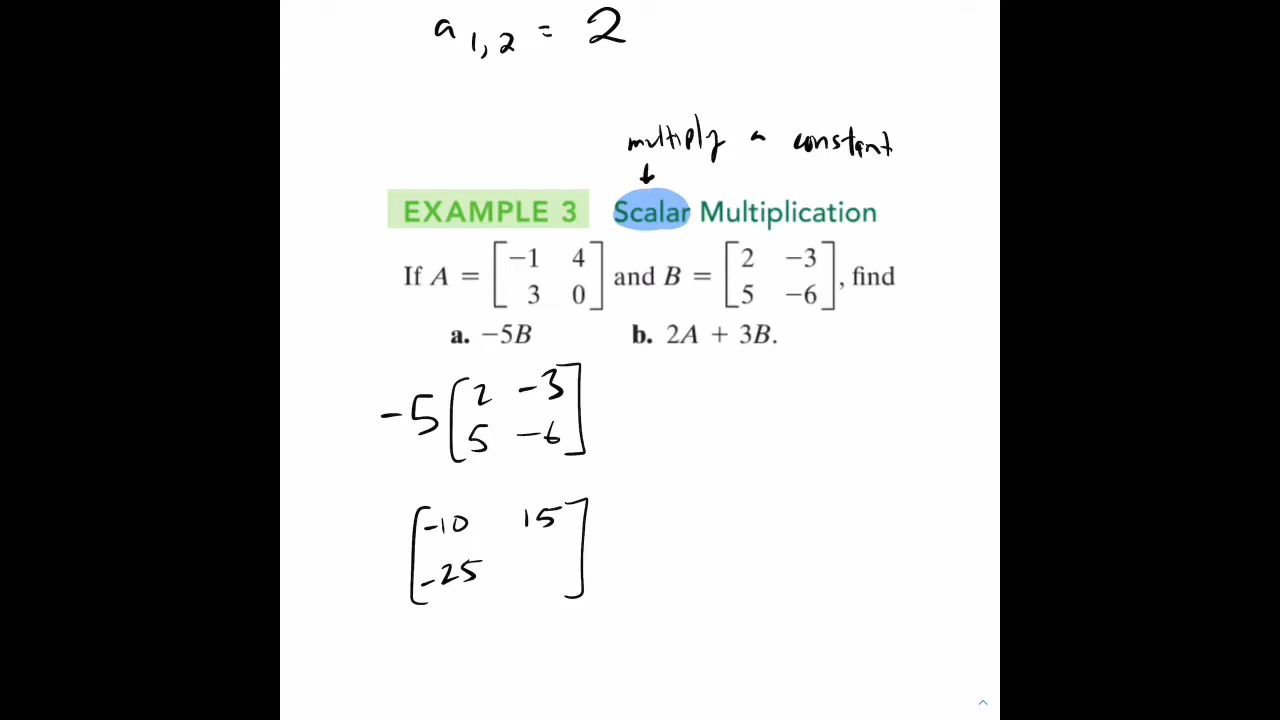 a 1,2 = 2
multiply a constant
↓
EXAMPLE 3 Scalar Multiplication
If A = [−1 4 and B = [2 −3
3 0] 5 −6], find
a. −5B b. 2A + 3B.
-5 [2 -3
5 -6]
[-10 15
-25 ]